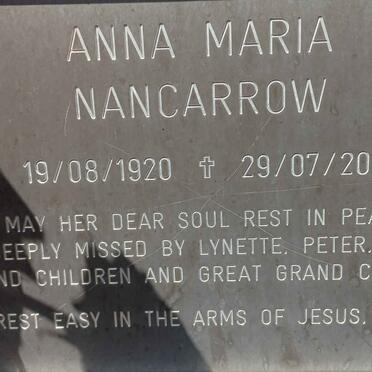 ANNA MARIA
NANCARROW
19/08/1920 ✝ 29/07/20
MAY HER DEAR SOUL REST IN PEA
EEPLY MISSED BY LYNETTE, PETER,
ND CHILDREN AND GREAT GRAND C
REST EASY IN THE ARMS OF JESUS.